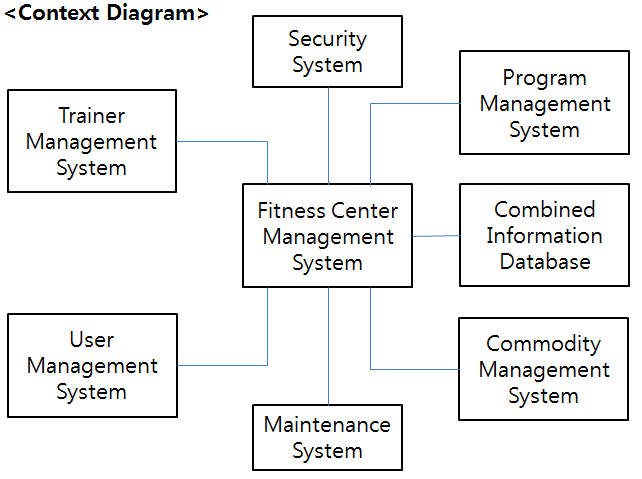 <Context Diagram>
Security
System
Program
Management
System
Trainer
Management
System
Fitness Center
Management
System
Combined
Information
Database
User
Management
System
Commodity
Management
System
Maintenance
System